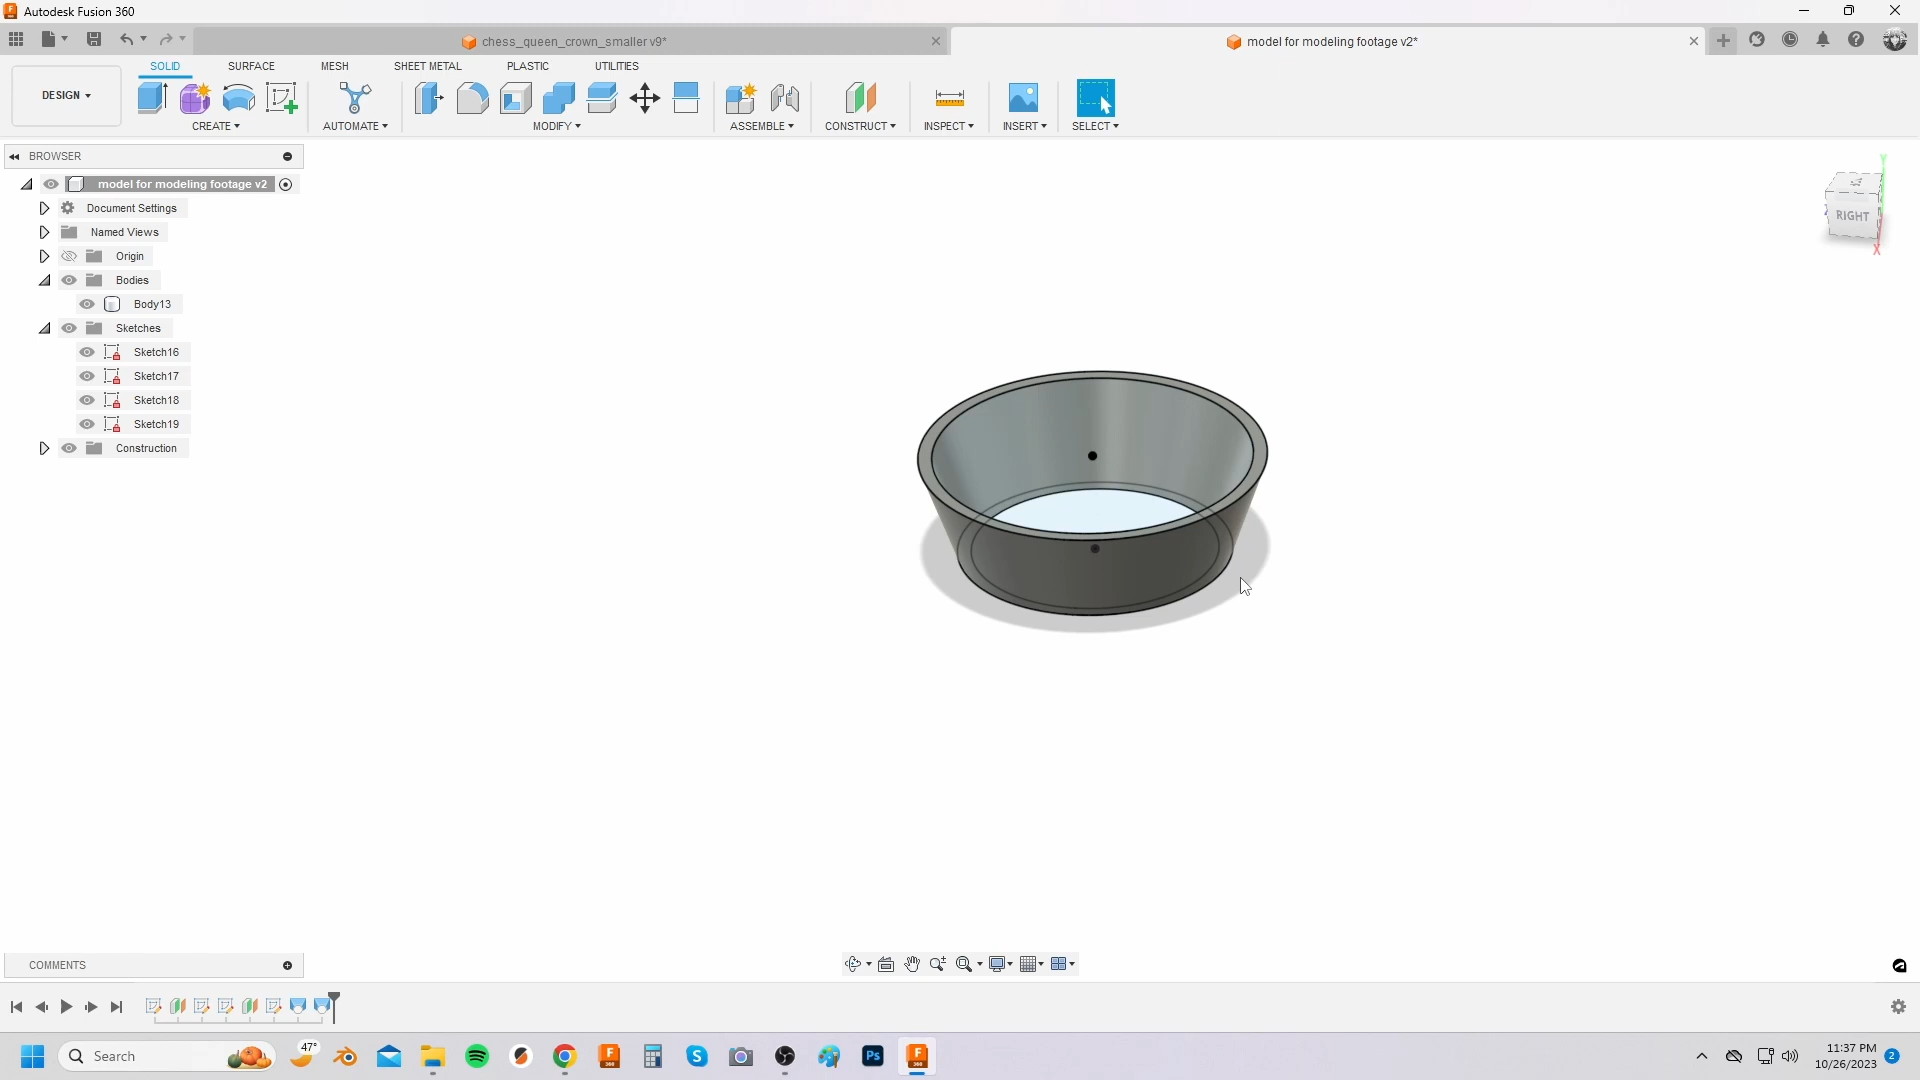 Autodesk Fusion 360
chess_queen_crown_smaller v9*
model for modeling footage v2*
DESIGN
SOLID
SURFACE
MESH
SHEET METAL
PLASTIC
UTILITIES
CREATE
AUTOMATE
MODIFY
ASSEMBLE
CONSTRUCT
INSPECT
INSERT
SELECT
BROWSER
model for modeling footage v2
Document Settings
Named Views
Origin
Bodies
Body13
Sketches
Sketch16
Sketch17
Sketch18
Sketch19
Construction
Y
RIGHT
Z
X
COMMENTS
Search
47°
11:37 PM
10/26/2023
2